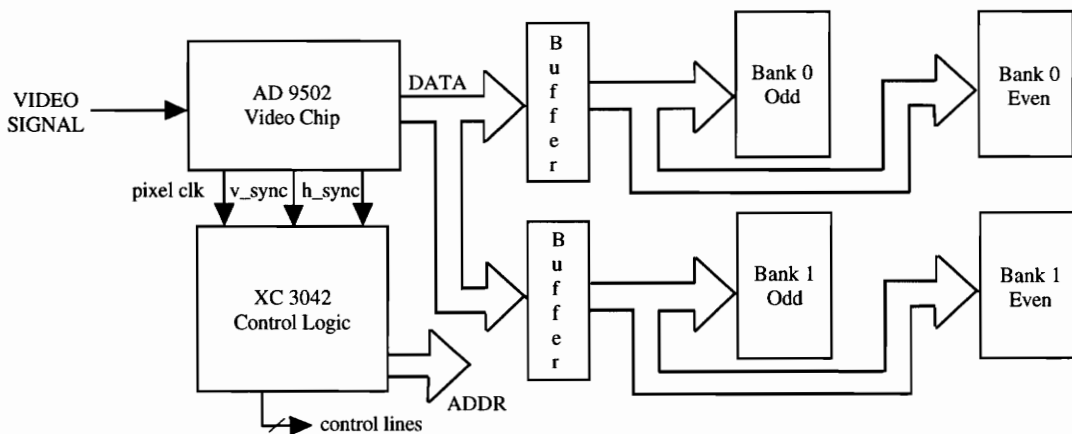 VIDEO
SIGNAL
AD 9502
Video Chip
DATA
B
u
f
f
e
r
Bank 0
Odd
Bank 0
Even
pixel clk
v_sync
h_sync
XC 3042
Control Logic
ADDR
control lines
B
u
f
f
e
r
Bank 1
Odd
Bank 1
Even